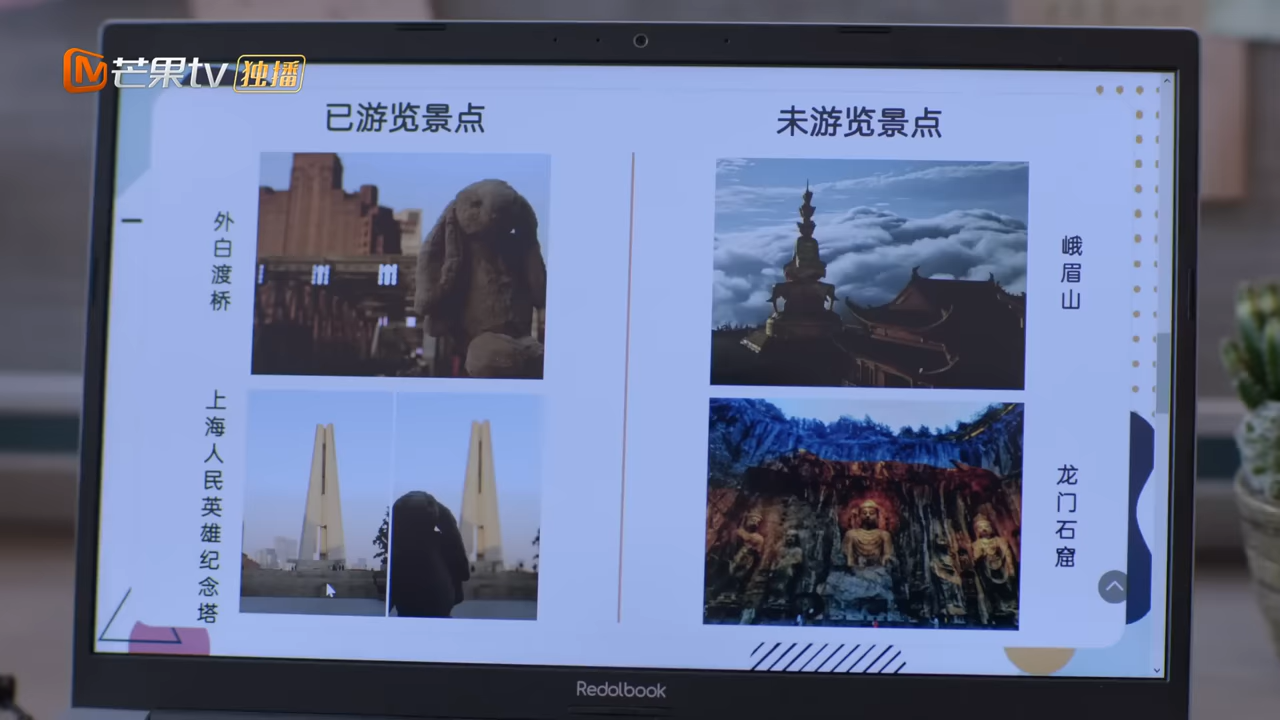 芒果tv 独播
已游览景点
未游览景点
外白渡桥
峨眉山
上海人民英雄纪念塔
龙门石窟
Redolbook